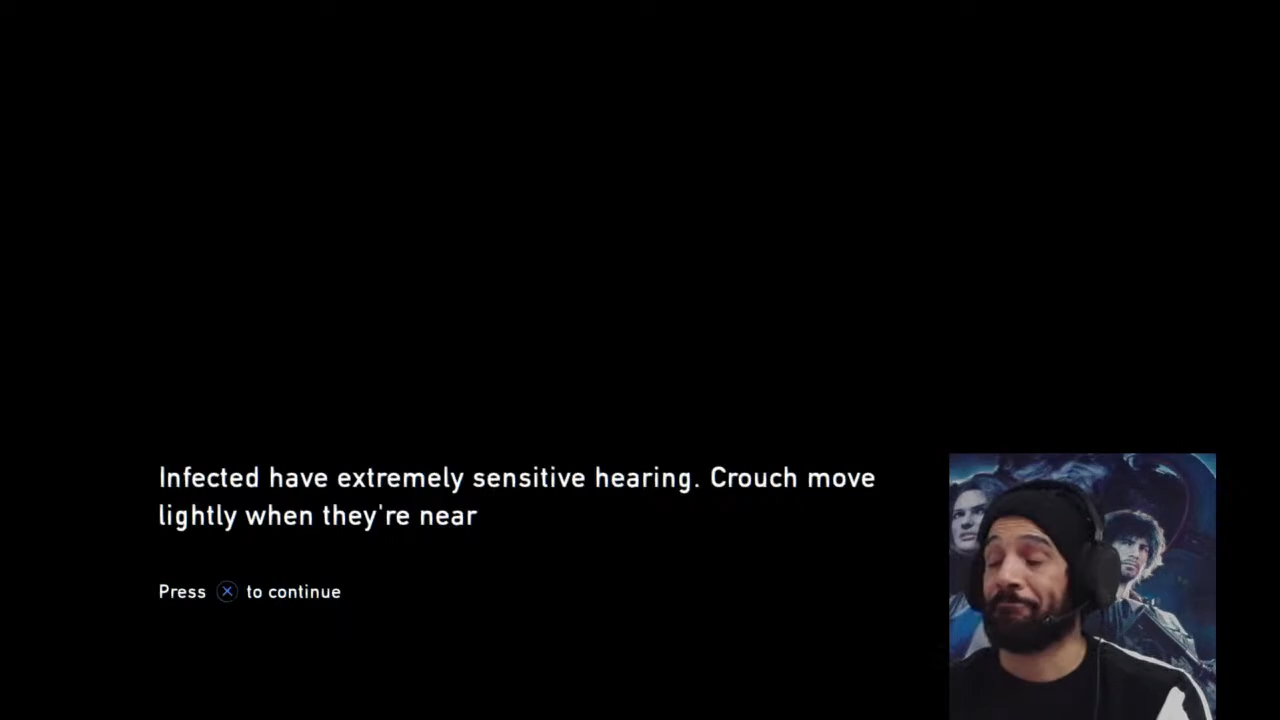 Infected have extremely sensitive hearing. Crouch move
lightly when they're near
Press ⓧ to continue